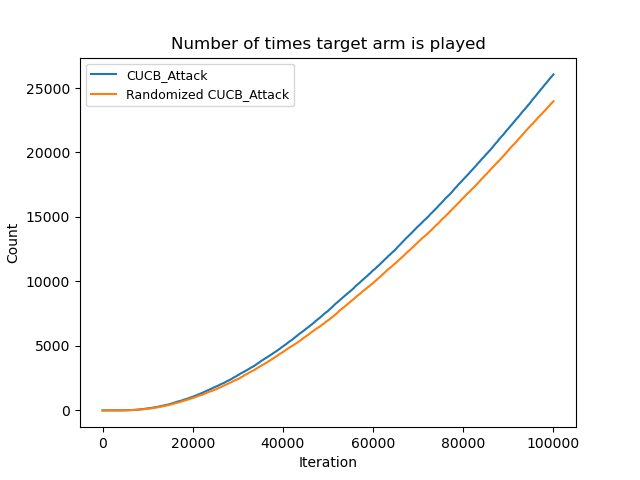 Number of times target arm is played
CUCB_Attack
Randomized CUCB_Attack
25000
20000
15000
10000
5000
0
Count
0 20000 40000 60000 80000 100000
Iteration